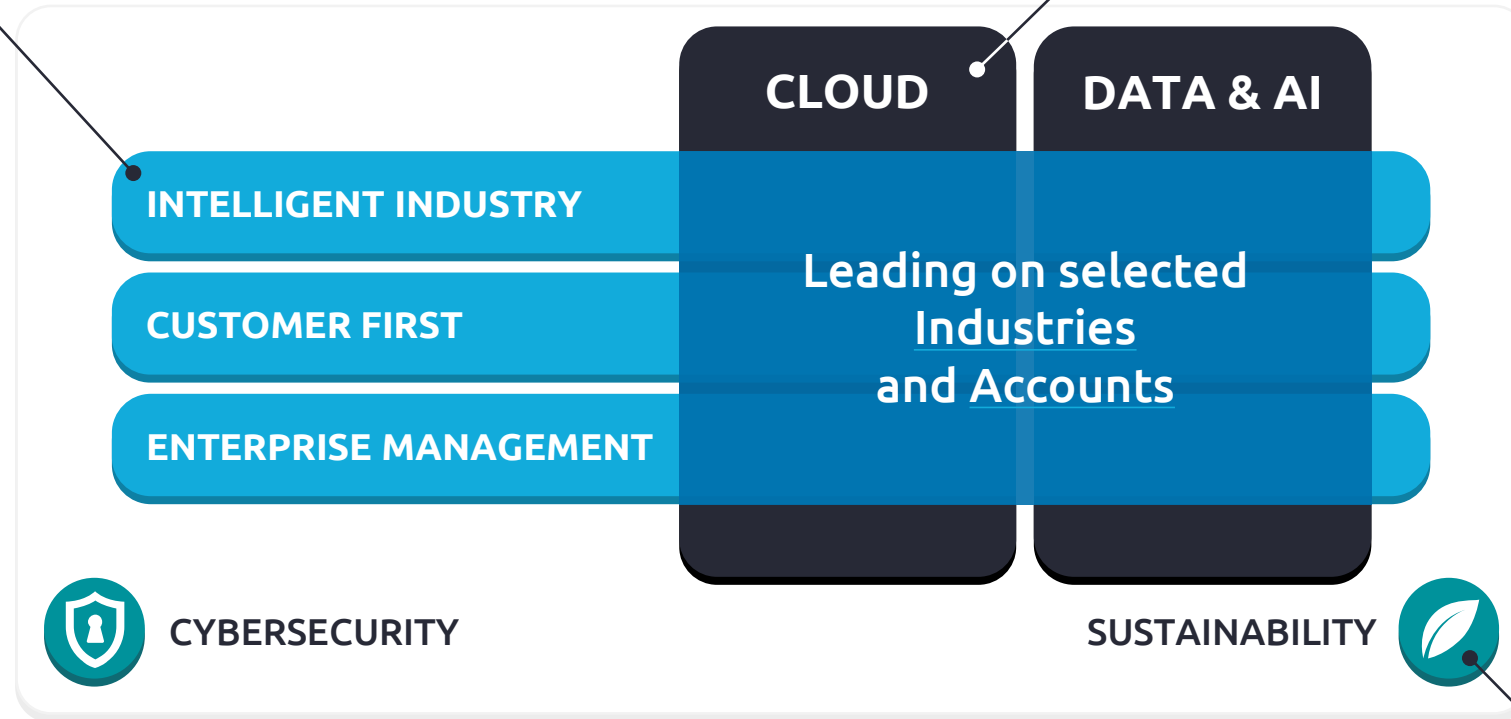 CLOUD
DATA & AI
INTELLIGENT INDUSTRY
CUSTOMER FIRST
ENTERPRISE MANAGEMENT
Leading on selected
Industries
and Accounts
CYBERSECURITY
SUSTAINABILITY